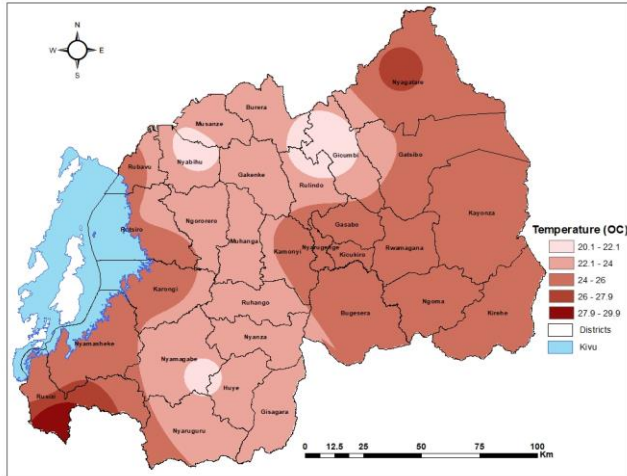 N
W E
S
Nyagatare
Burera
Musanze
Gicumbi
Nyabihu
Gatsibo
Rubavu
Gakenke
Rulindo
Kayonza
Ngororero
Gasabo
Rutsiro
Muhanga
Kamonyi
Nyarugenge
Rwamagana
Kicukiro
Karongi
Ruhango
Bugesera
Ngoma
Kirehe
Nyanza
Nyamasheke
Nyamagabe
Huye
Rusizi
Gisagara
Nyaruguru
Temperature (OC)
20.1 - 22.1
22.1 - 24
24 - 26
26 - 27.9
27.9 - 29.9
Districts
Kivu
0 12.5 25 50 75 100
Km